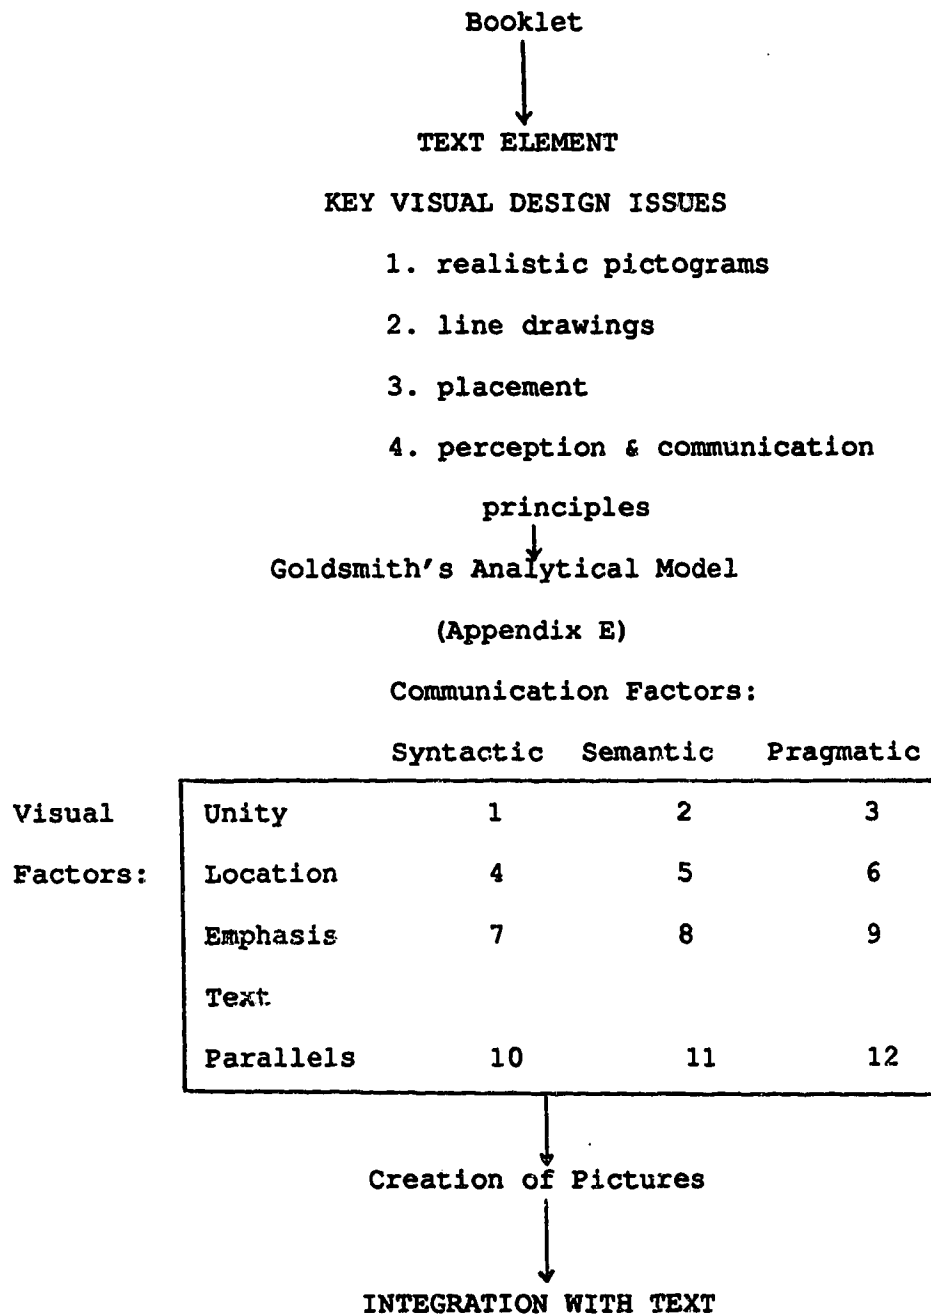 Booklet
TEXT ELEMENT
KEY VISUAL DESIGN ISSUES
1. realistic pictograms
2. line drawings
3. placement
4. perception & communication
principles
Goldsmith's Analytical Model
(Appendix E)
Communication Factors:
Syntactic Semantic Pragmatic
Visual Unity 1 2 3
Factors: Location 4 5 6
Emphasis 7 8 9
Text
Parallels 10 11 12
Creation of Pictures
INTEGRATION WITH TEXT